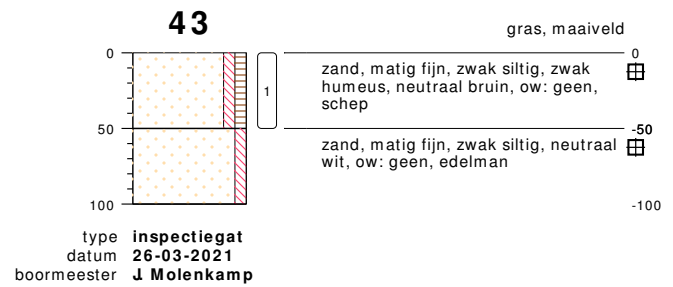 43
gras, maaiveld
0
0
zand, matig fijn, zwak siltig, zwak
humeus, neutraal bruin, ow: geen,
schep
1
50
-50
zand, matig fijn, zwak siltig, neutraal
wit, ow: geen, edelman
100
-100
type inspectiegat
datum 26-03-2021
boormeester J. Molenkamp